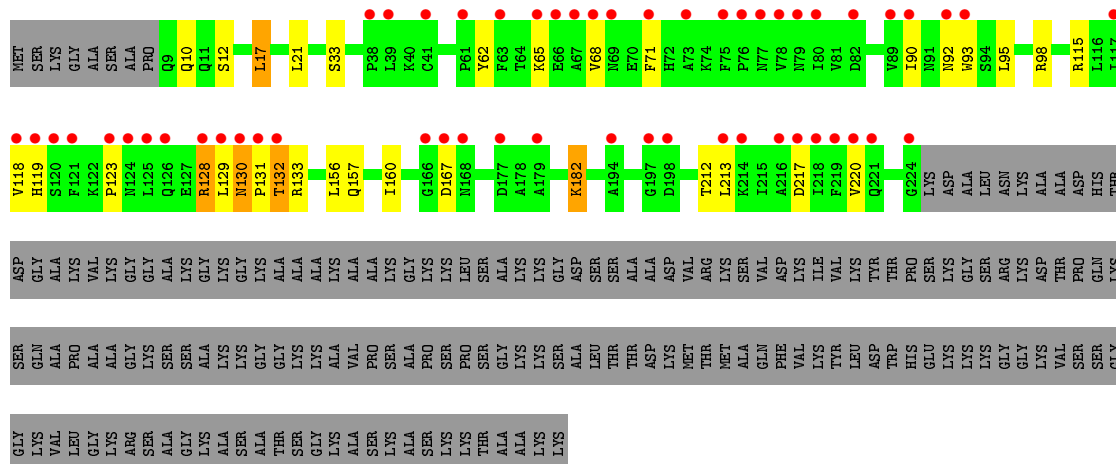 MET SER LYS GLY ALA SER ALA PRO Q9 Q10 Q11 S12 L17 L21 S33 P38 L39 K40 C41 P61 Y62 F63 T64 K65 E66 A67 V68 N69 E70 F71 H72 A73 K74 F75 P76 N77 V78 N79 I80 V81 D82 V89 I90 N91 N92 W93 S94 L95 R98 R115 L116 I117
V118 H119 S120 F121 K122 P123 N124 L125 Q126 E127 R128 L129 N130 P131 T132 R133 L156 Q157 I160 G166 D167 N168 D177 A178 A179 K182 A194 G197 D198 T212 L213 K214 I215 A216 D217 I218 F219 V220 Q221 G224 LYS ASP ALA LEU ASN LYS ALA ALA ASP HIS THR
ASP GLY ALA LYS VAL LYS GLY GLY ALA LYS GLY LYS GLY LYS ALA ALA ALA LYS GLN ALA ALA LYS GLY LYS LYS LEU SER ALA LYS LYS GLY ASP SER SER ALA ALA ASP VAL ARG LYS SER VAL ASP LYS ILE VAL LYS TYR THR PRO SER LYS GLY SER ARG LYS ASP THR PRO GLN LYS
SER GLN ALA PRO ALA ALA GLY LYS SER SER ALA LYS LYS GLY GLY LYS LYS ALA VAL PRO SER ALA PRO SER PRO SER GLY LYS LYS SER ALA LEU THR THR ASP LYS MET THR MET ALA GLN PHE VAL LYS TYR LEU ASP TRP HIS GLU LYS LYS LYS GLY GLY LYS VAL SER SER GLY
GLY LYS VAL LEU GLY LYS ARG SER ALA GLY LYS ALA SER ALA THR SER GLY LYS ALA SER LYS ALA SER LYS LYS THR ALA ALA LYS LYS